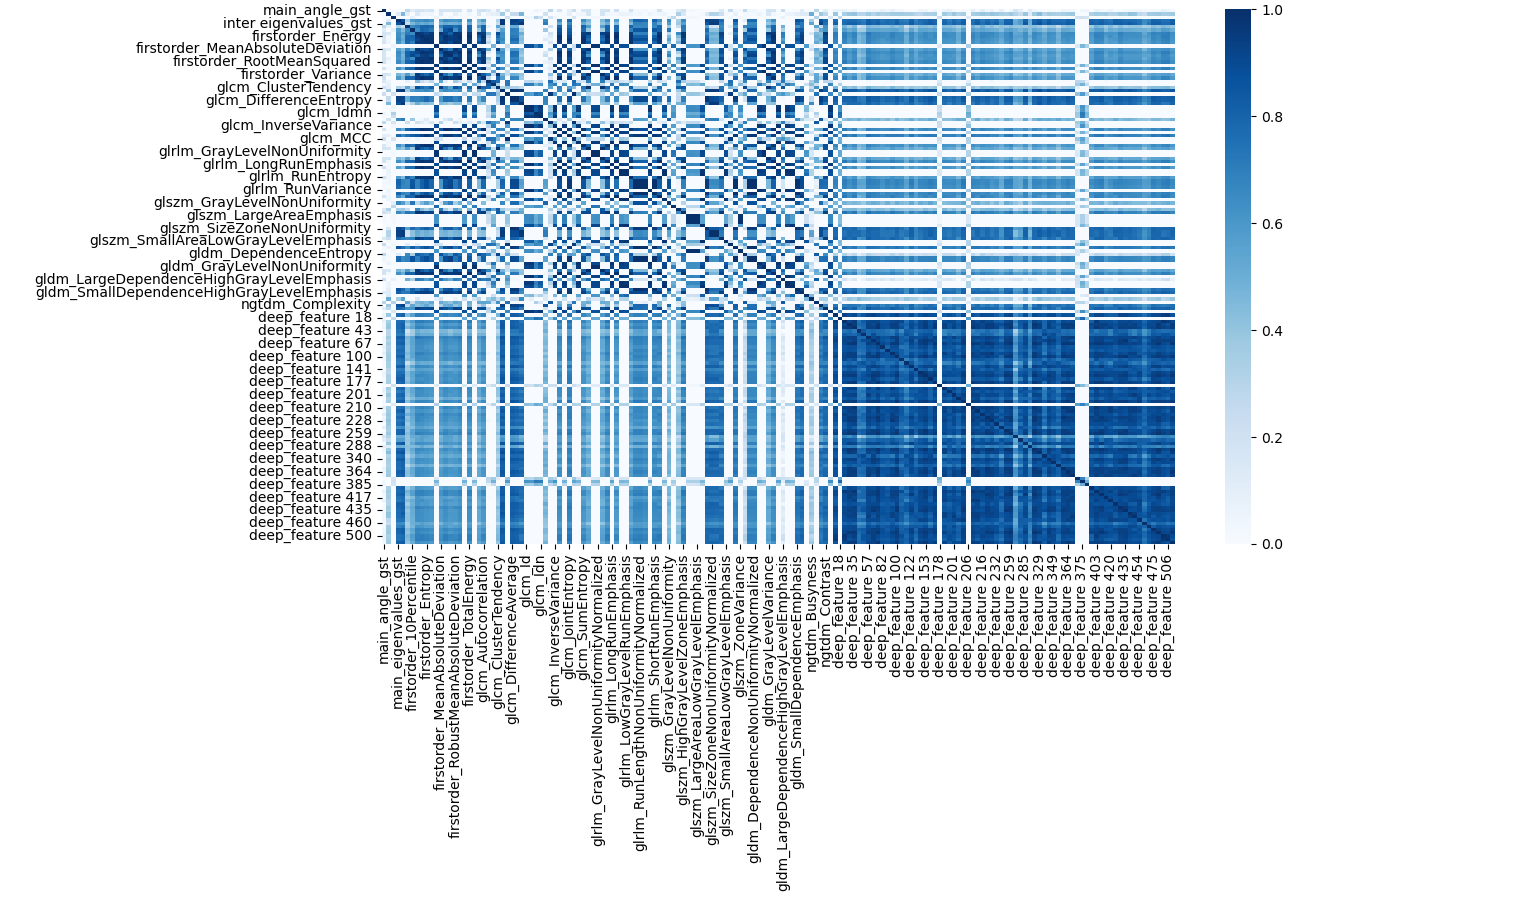 main_angle_gst
inter_eigenvalues_gst
firstorder_Energy
firstorder_MeanAbsoluteDeviation
firstorder_RootMeanSquared
firstorder_Variance
glcm_ClusterTendency
glcm_DifferenceEntropy
glcm_Idmn
glcm_InverseVariance
glcm_MCC
glrlm_GrayLevelNonUniformity
glrlm_LongRunEmphasis
glrlm_RunEntropy
glrlm_RunVariance
glszm_GrayLevelNonUniformity
glszm_LargeAreaEmphasis
glszm_SizeZoneNonUniformity
glszm_SmallAreaLowGrayLevelEmphasis
gldm_DependenceEntropy
gldm_GrayLevelNonUniformity
gldm_LargeDependenceHighGrayLevelEmphasis
gldm_SmallDependenceHighGrayLevelEmphasis
ngtdm_Complexity
deep_feature 18
deep_feature 43
deep_feature 67
deep_feature 100
deep_feature 141
deep_feature 177
deep_feature 201
deep_feature 210
deep_feature 228
deep_feature 259
deep_feature 288
deep_feature 340
deep_feature 364
deep_feature 385
deep_feature 417
deep_feature 435
deep_feature 460
deep_feature 500
main_angle_gst
main_eigenvalues_gst
firstorder_10Percentile
firstorder_Entropy
firstorder_MeanAbsoluteDeviation
firstorder_RobustMeanAbsoluteDeviation
firstorder_TotalEnergy
glcm_Autocorrelation
glcm_ClusterTendency
glcm_DifferenceAverage
glcm_Id
glcm_Idn
glcm_InverseVariance
glcm_JointEntropy
glcm_SumEntropy
glrlm_GrayLevelNonUniformityNormalized
glrlm_LongRunEmphasis
glrlm_LowGrayLevelRunEmphasis
glrlm_RunLengthNonUniformityNormalized
glrlm_ShortRunEmphasis
glszm_GrayLevelNonUniformity
glszm_HighGrayLevelZoneEmphasis
glszm_LargeAreaLowGrayLevelEmphasis
glszm_SizeZoneNonUniformityNormalized
glszm_SmallAreaLowGrayLevelEmphasis
glszm_ZoneVariance
gldm_DependenceNonUniformityNormalized
gldm_GrayLevelVariance
gldm_LargeDependenceHighGrayLevelEmphasis
gldm_SmallDependenceEmphasis
ngtdm_Busyness
ngtdm_Contrast
deep_feature 18
deep_feature 35
deep_feature 57
deep_feature 82
deep_feature 100
deep_feature 122
deep_feature 153
deep_feature 178
deep_feature 201
deep_feature 206
deep_feature 216
deep_feature 232
deep_feature 259
deep_feature 285
deep_feature 329
deep_feature 349
deep_feature 364
deep_feature 375
deep_feature 403
deep_feature 420
deep_feature 435
deep_feature 454
deep_feature 475
deep_feature 506
1.0
0.8
0.6
0.4
0.2
0.0